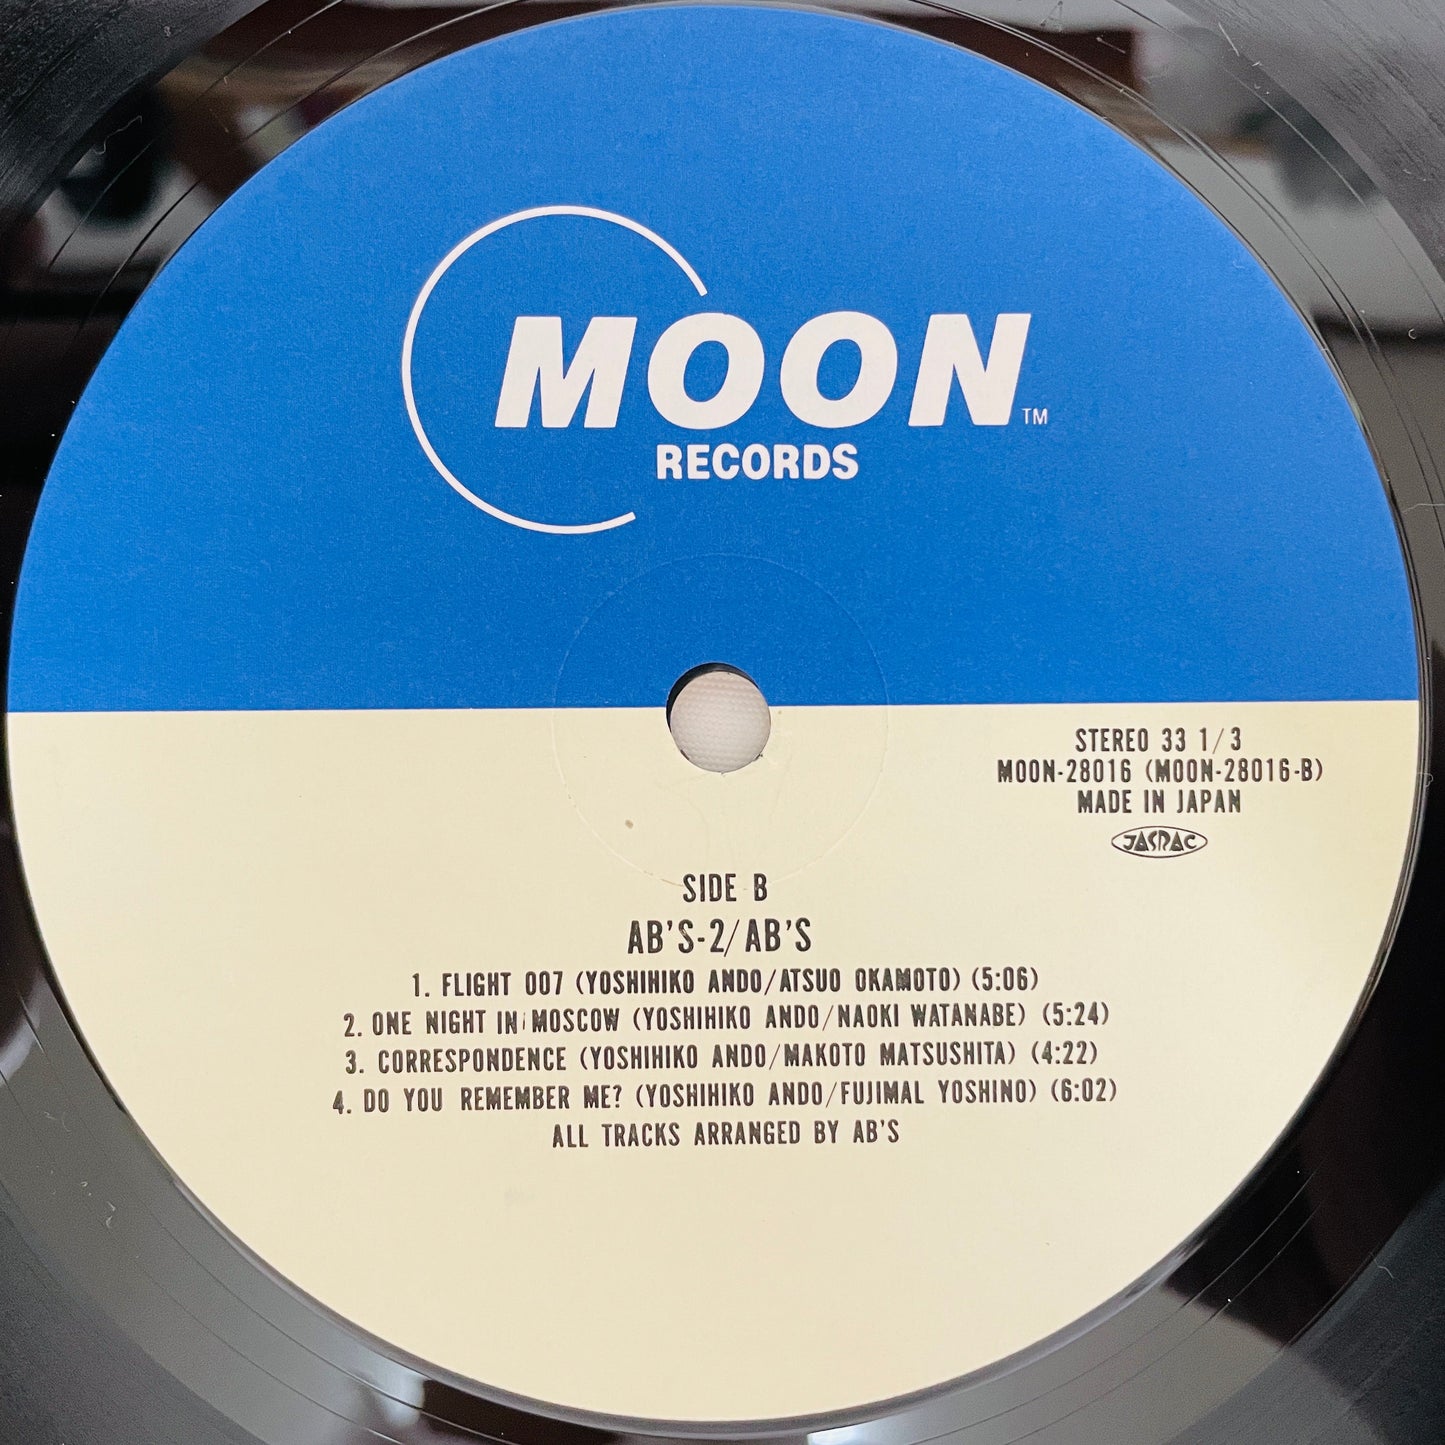 MOON TM
RECORDS
STEREO 33 1/3
MOON-28016 (MOON-28016-B)
MADE IN JAPAN
JASRAC
SIDE B
AB'S-2/AB'S
1. FLIGHT 007 (YOSHIHIKO ANDO/ATSUO OKAMOTO) (5:06)
2. ONE NIGHT IN MOSCOW (YOSHIHIKO ANDO/NAOKI WATANABE) (5:24)
3. CORRESPONDENCE (YOSHIHIKO ANDO/MAKOTO MATSUSHITA) (4:22)
4. DO YOU REMEMBER ME? (YOSHIHIKO ANDO/FUJIMAL YOSHINO) (6:02)
ALL TRACKS ARRANGED BY AB'S